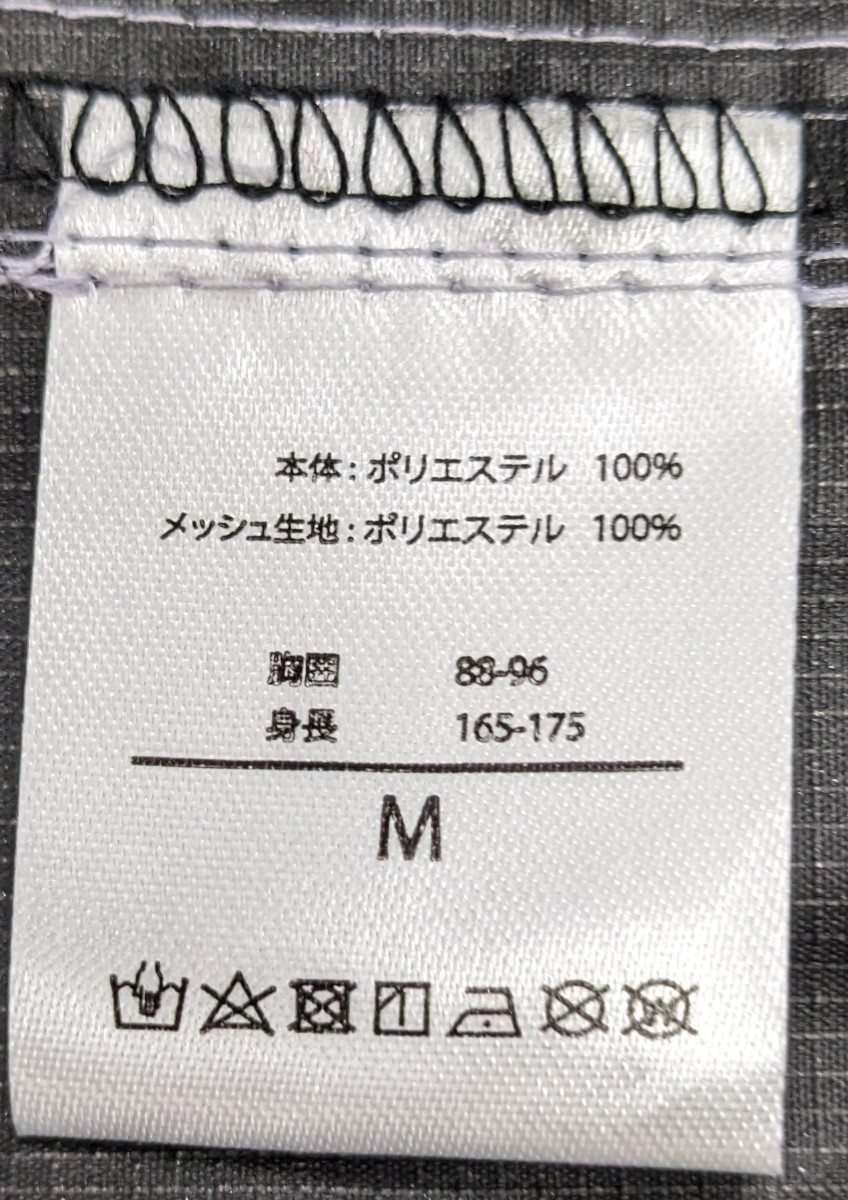 本体：ポリエステル 100%
メッシュ生地：ポリエステル 100%
胸囲 88-96
身長 165-175
M